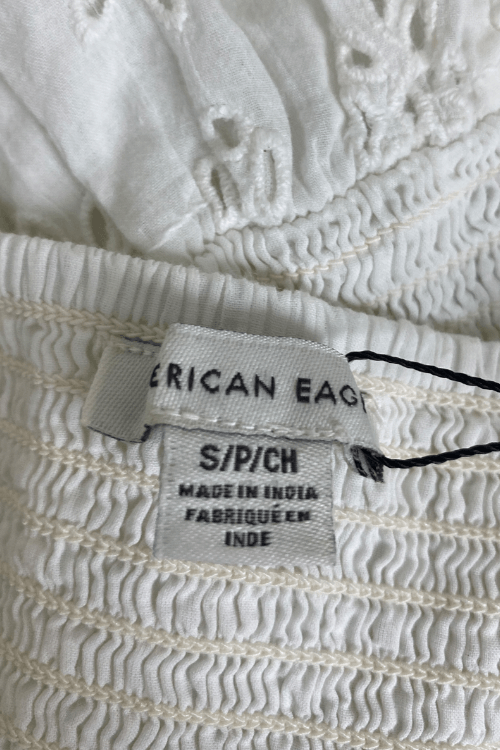 ERICAN EAG
S/P/CH
MADE IN INDIA
FABRIQUÉ EN
INDE